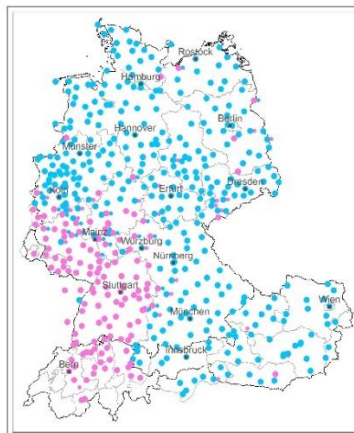 Rostock
Hamburg
Berlin
Hannover
Münster
Köln
Erfurt
Dresden
Mainz
Würzburg
Nürnberg
Stuttgart
Wien
München
Innsbruck
Bern